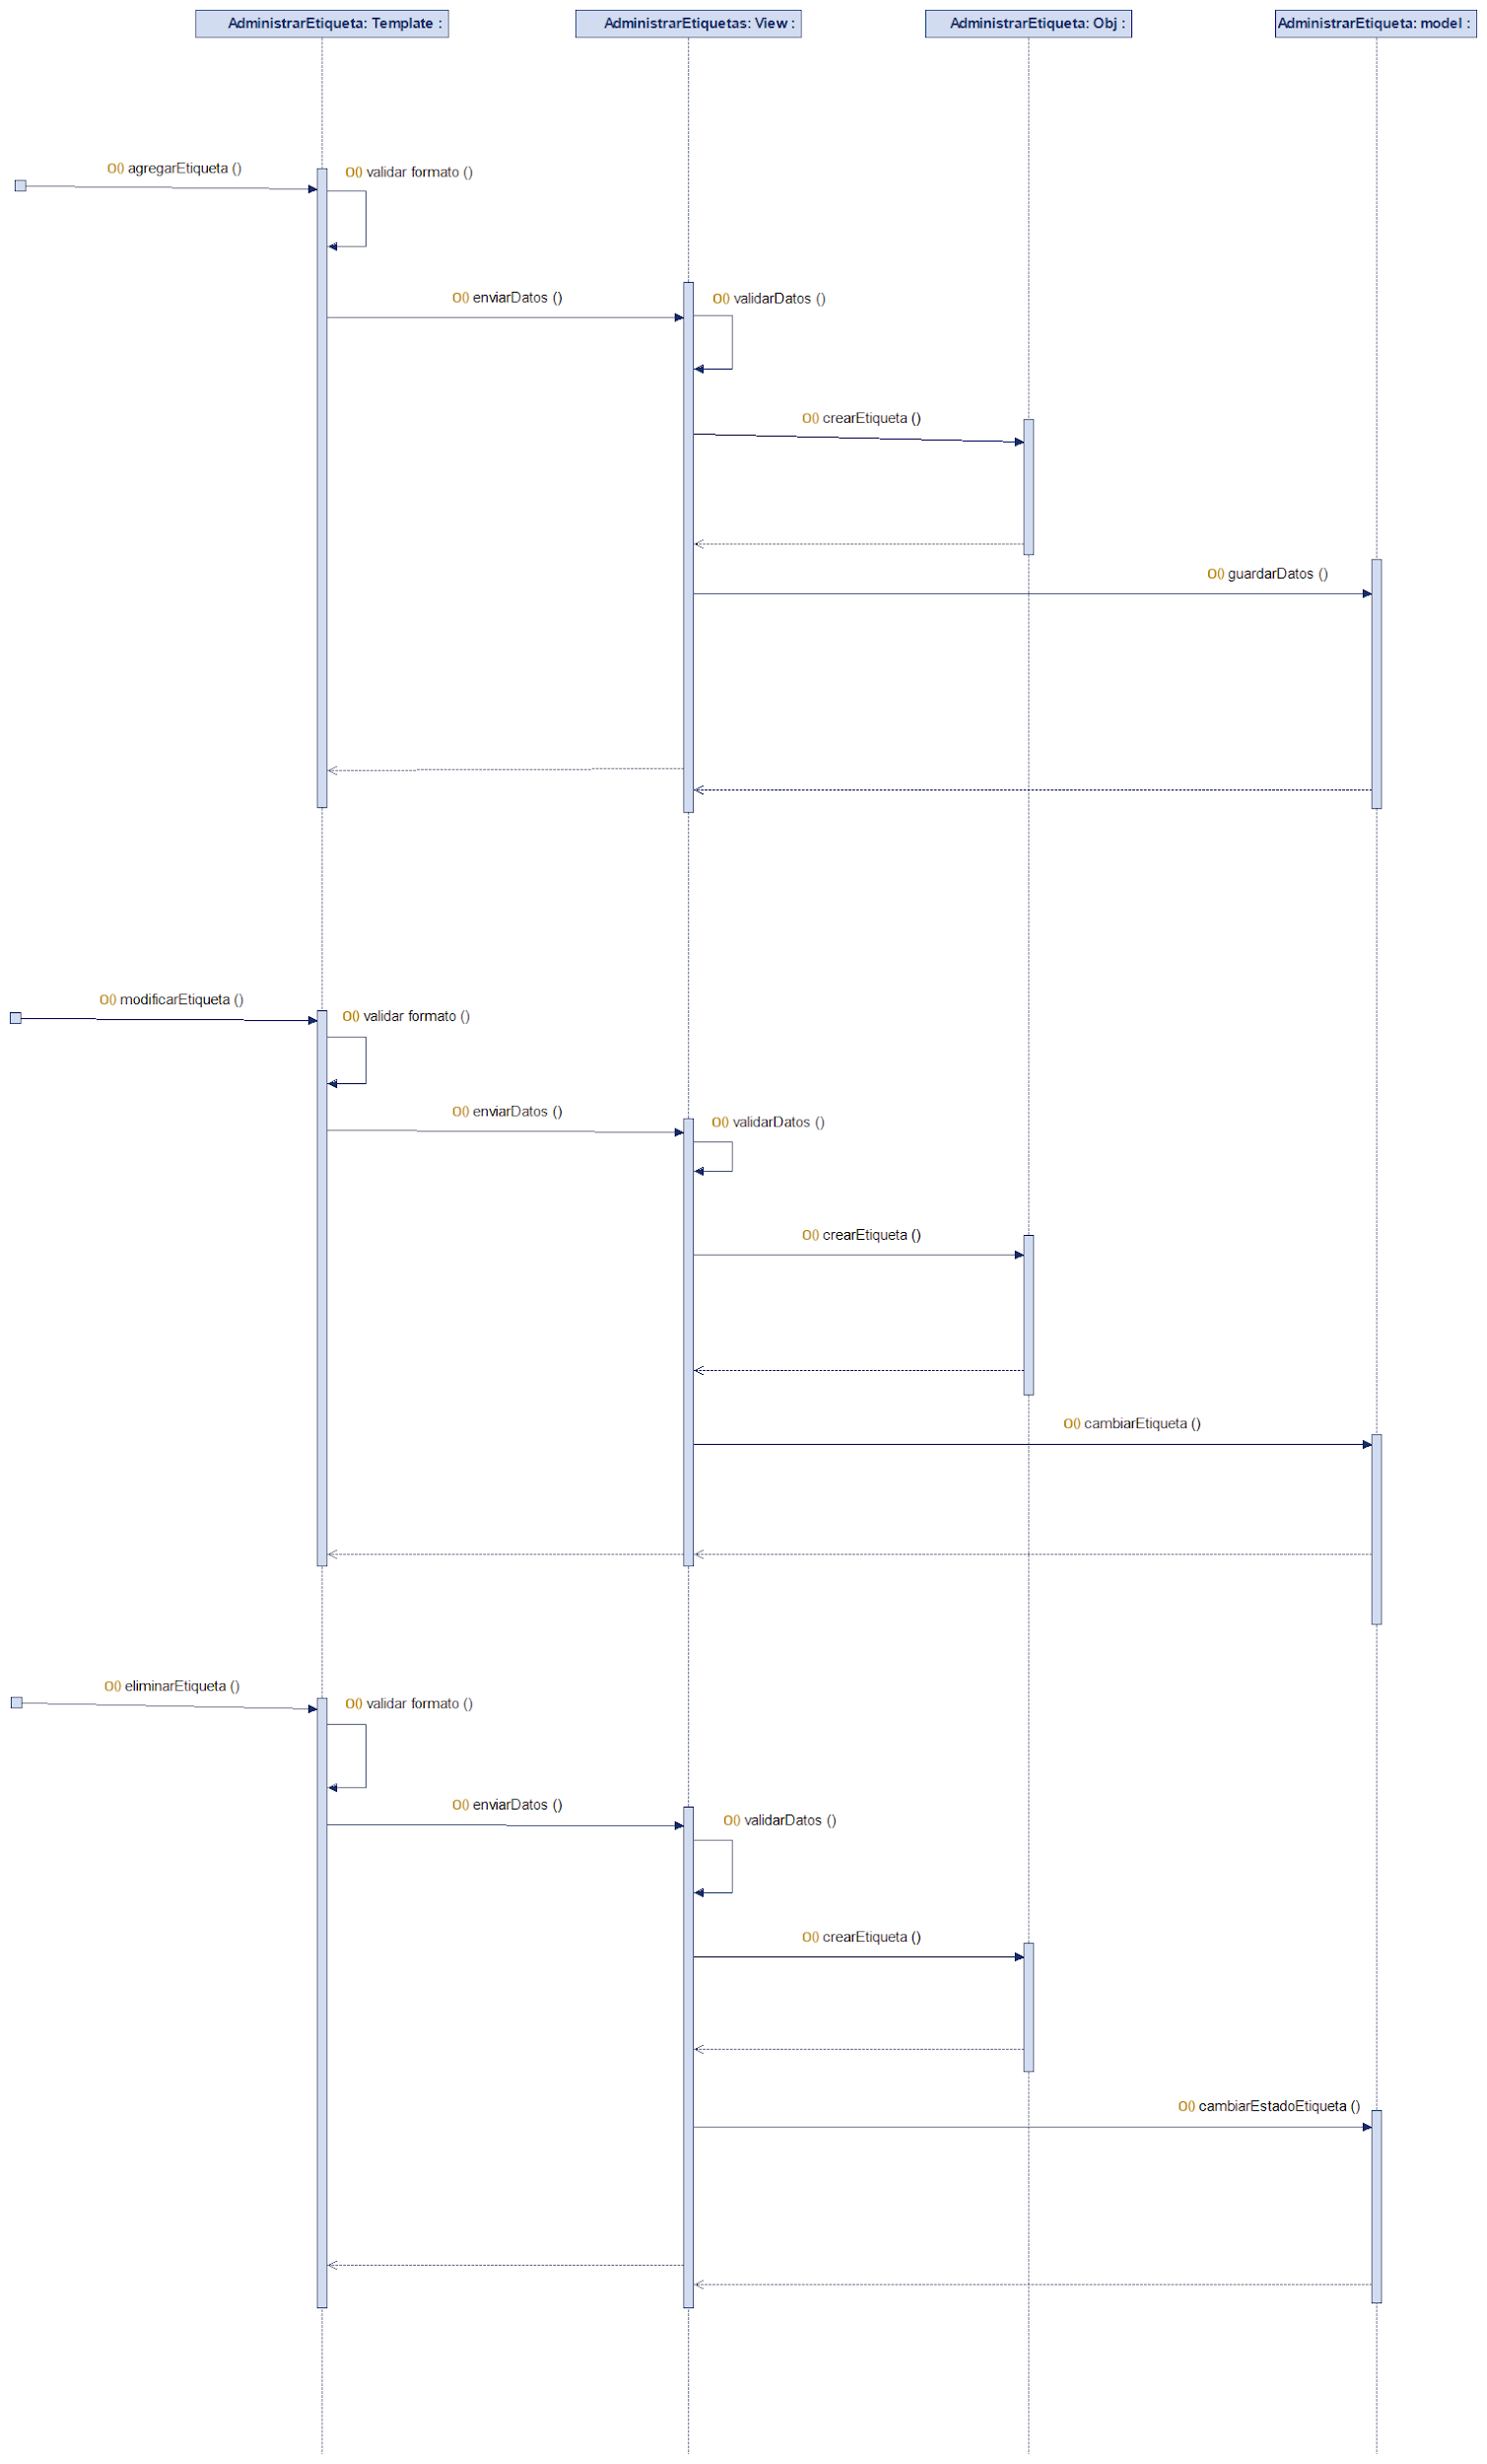 AdministrarEtiqueta: Template :
AdministrarEtiquetas: View :
AdministrarEtiqueta: Obj :
AdministrarEtiqueta: model :
O() agregarEtiqueta ()
O() validar formato ()
O() enviarDatos ()
O() validarDatos ()
O() crearEtiqueta ()
O() guardarDatos ()
O() modificarEtiqueta ()
O() validar formato ()
O() enviarDatos ()
O() validarDatos ()
O() crearEtiqueta ()
O() cambiarEtiqueta ()
O() eliminarEtiqueta ()
O() validar formato ()
O() enviarDatos ()
O() validarDatos ()
O() crearEtiqueta ()
O() cambiarEstadoEtiqueta ()